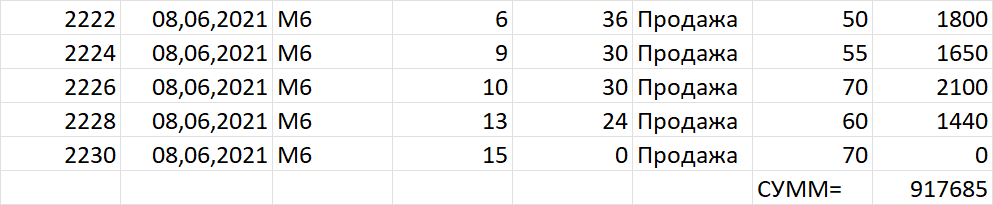 2222 08,06,2021 М6 6 36 Продажа 50 1800
2224 08,06,2021 М6 9 30 Продажа 55 1650
2226 08,06,2021 М6 10 30 Продажа 70 2100
2228 08,06,2021 М6 13 24 Продажа 60 1440
2230 08,06,2021 М6 15 0 Продажа 70 0
СУММ= 917685